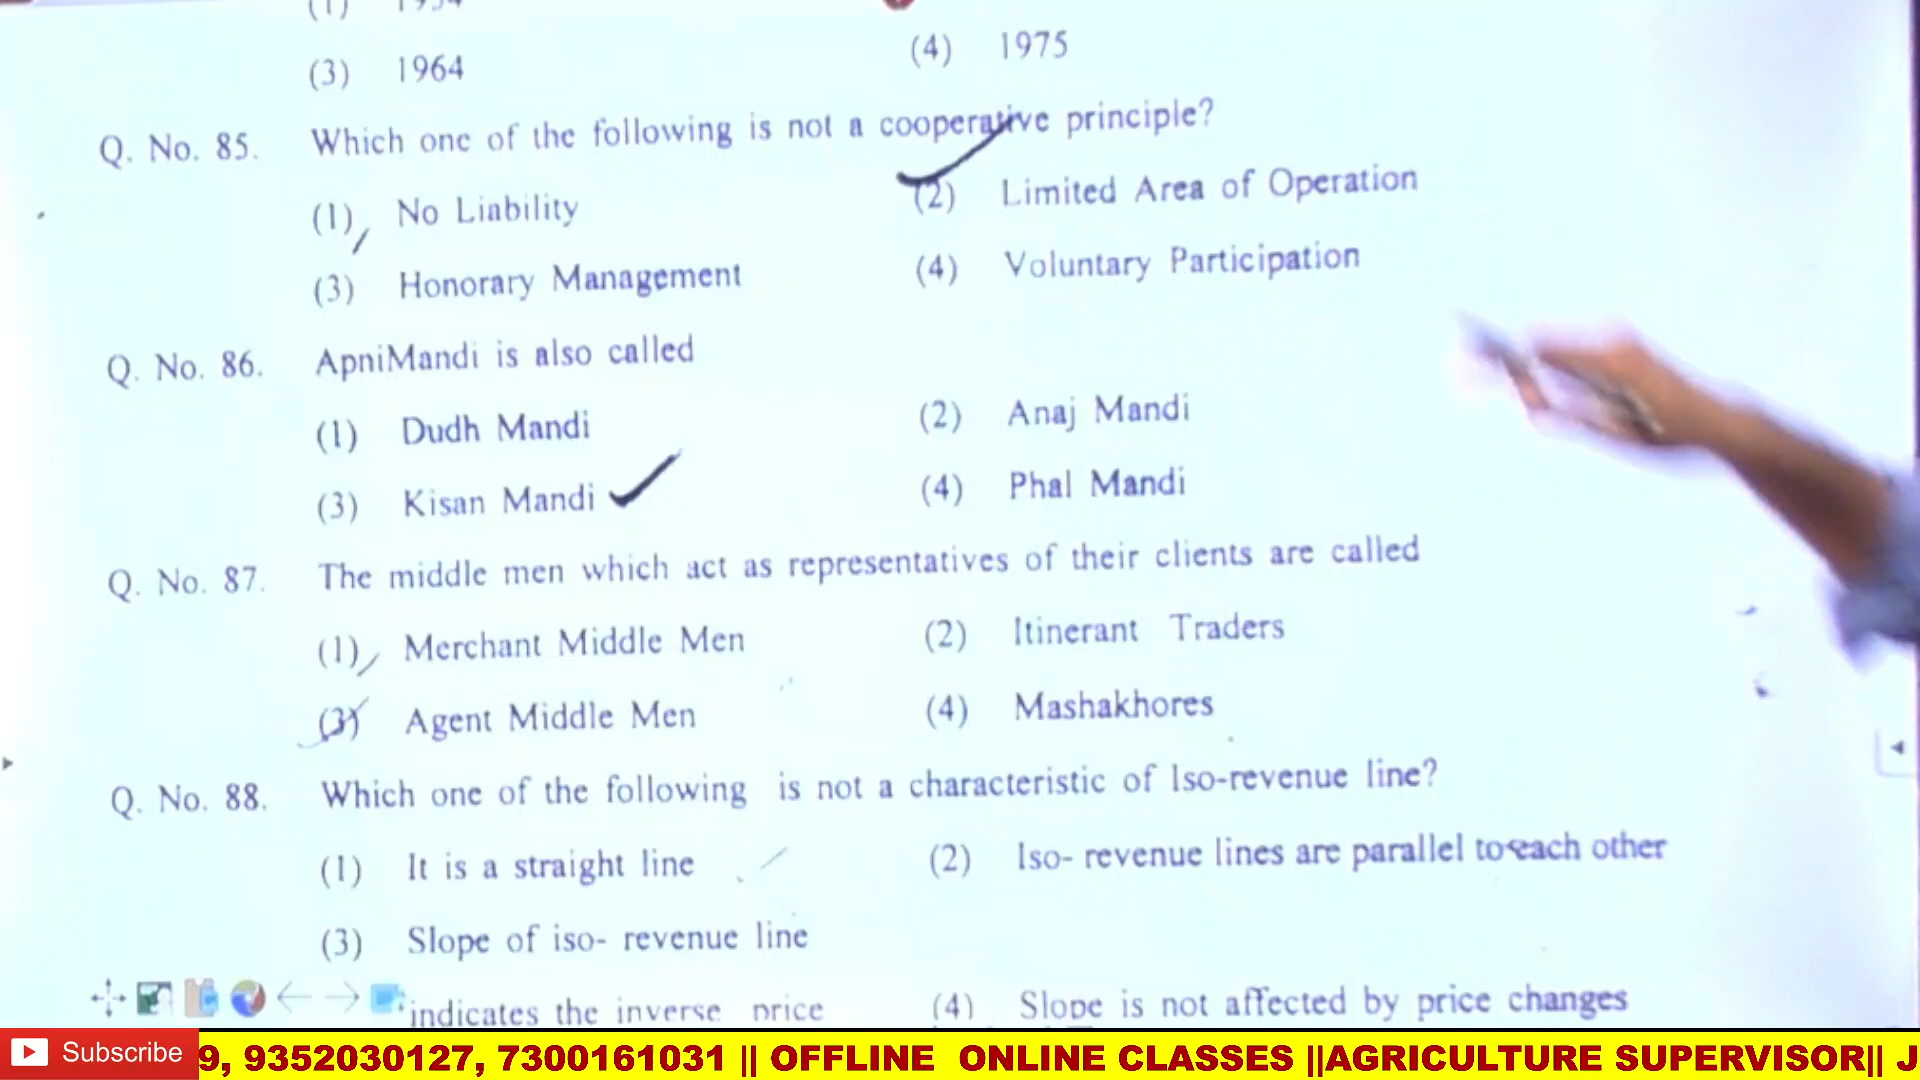 (1) 1954
(3) 1964
(4) 1975
Q. No. 85. Which one of the following is not a cooperative principle?
(1) No Liability
(2) Limited Area of Operation
(3) Honorary Management
(4) Voluntary Participation
Q. No. 86. ApniMandi is also called
(1) Dudh Mandi
(2) Anaj Mandi
(3) Kisan Mandi
(4) Phal Mandi
Q. No. 87. The middle men which act as representatives of their clients are called
(1) Merchant Middle Men
(2) Itinerant Traders
(3) Agent Middle Men
(4) Mashakhores
Q. No. 88. Which one of the following is not a characteristic of Iso-revenue line?
(1) It is a straight line
(2) Iso- revenue lines are parallel to each other
(3) Slope of iso- revenue line
indicates the inverse price
(4) Slope is not affected by price changes
Subscribe
9, 9352030127, 7300161031 || OFFLINE ONLINE CLASSES ||AGRICULTURE SUPERVISOR|| J